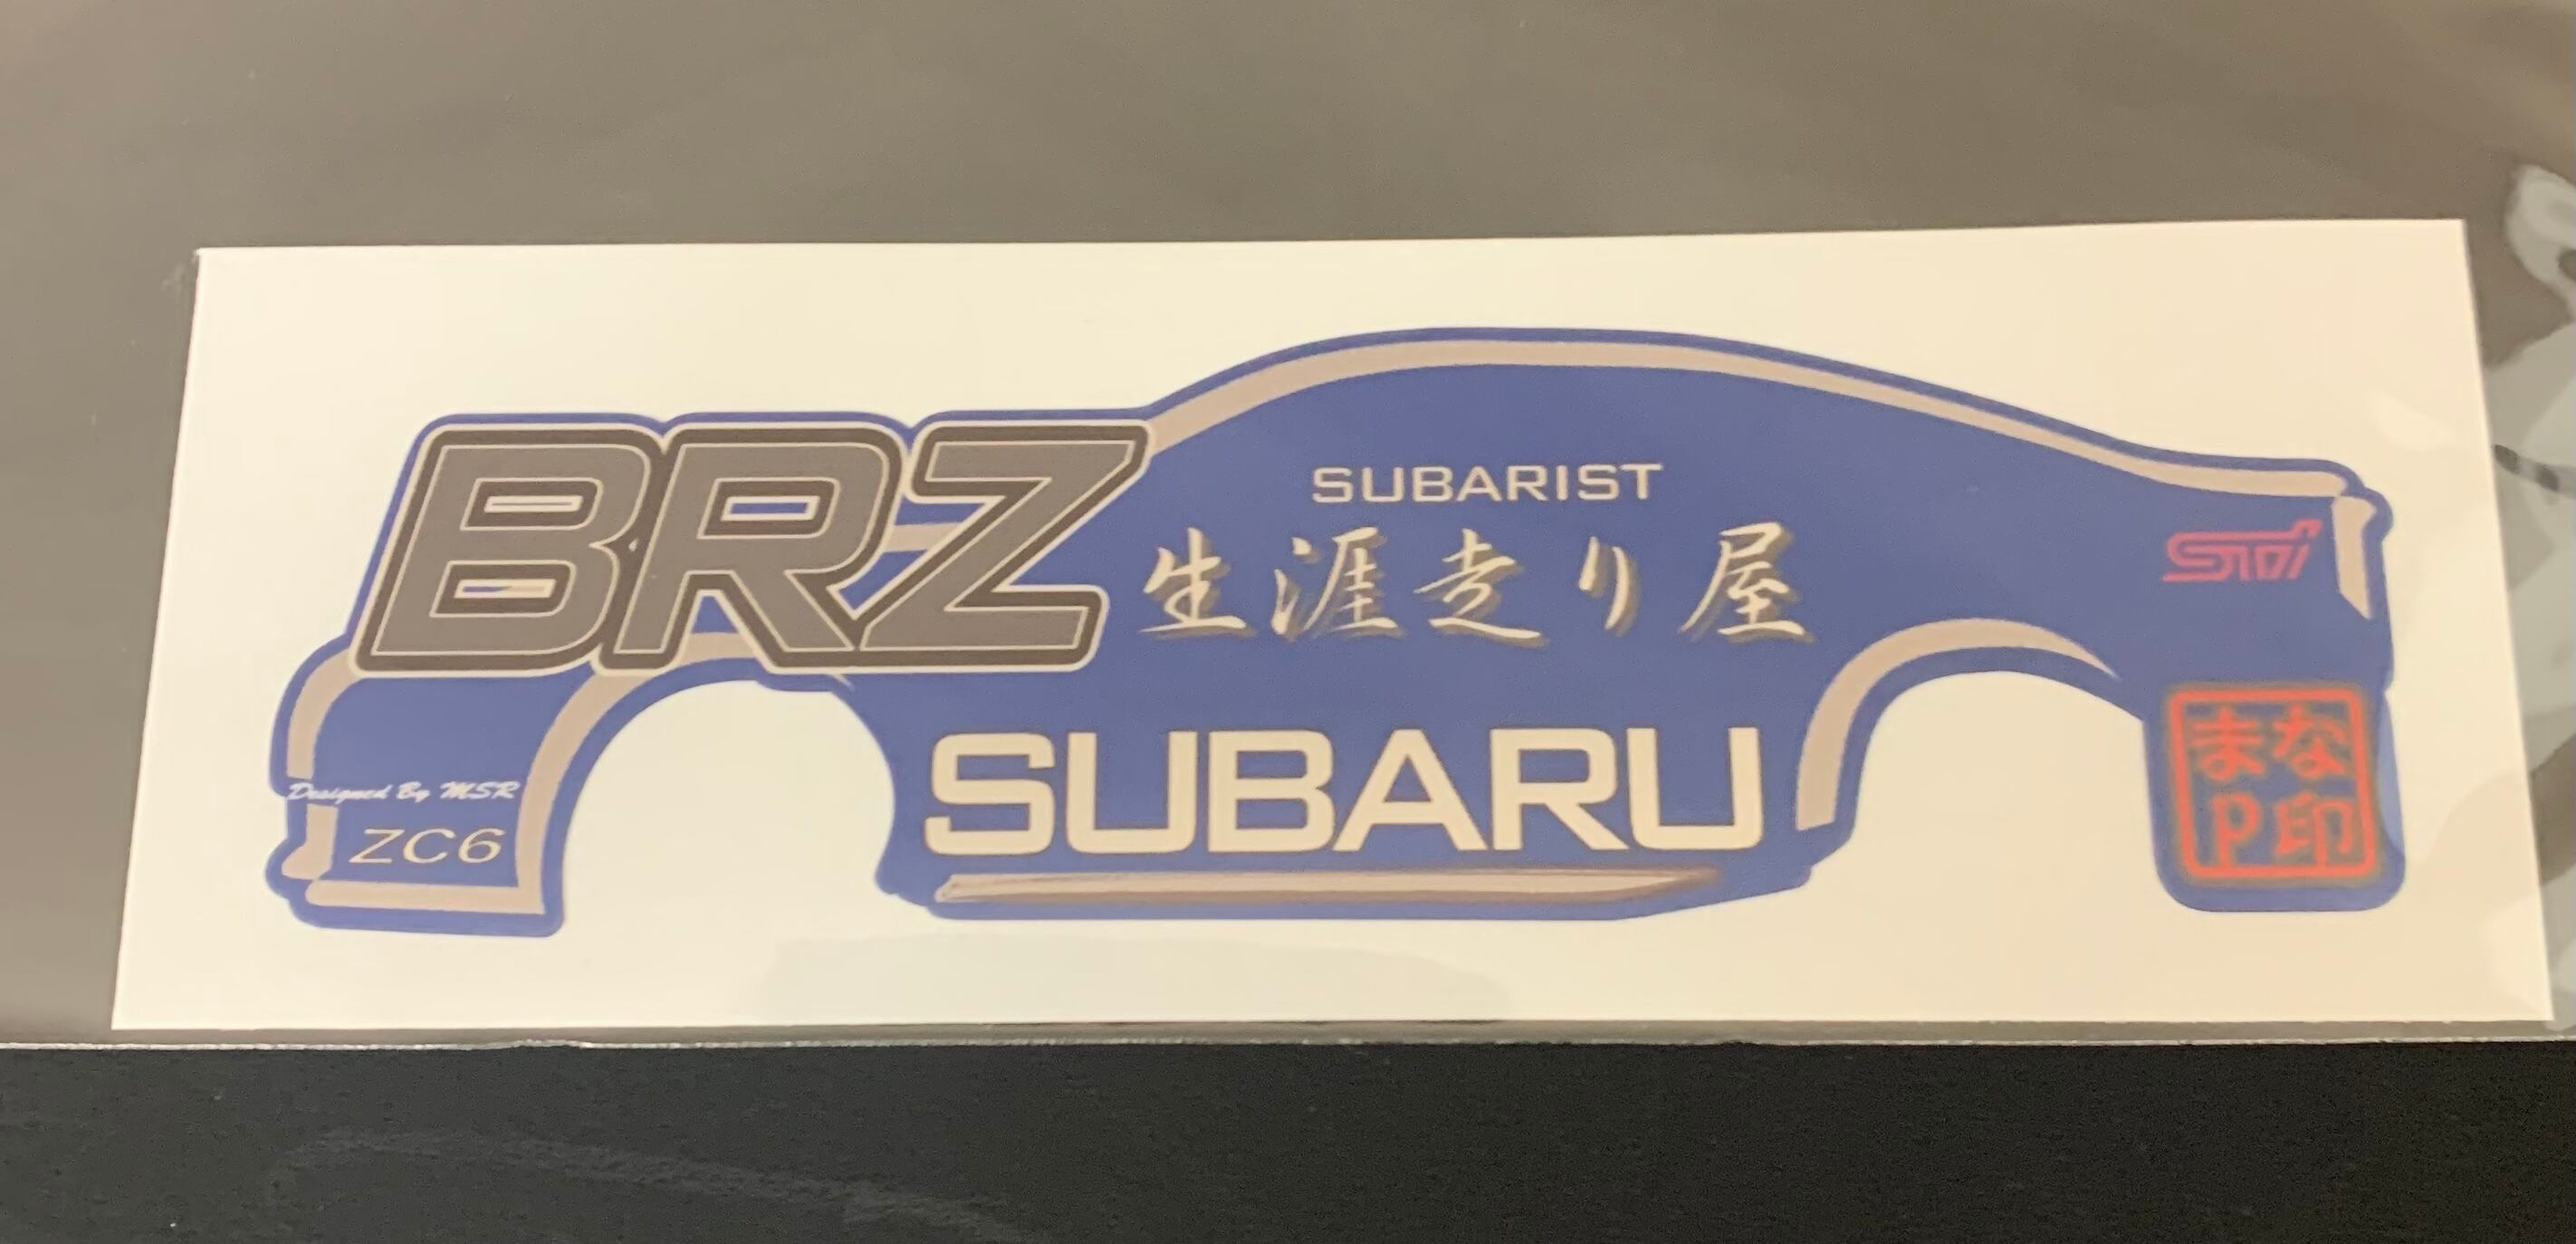 BRZ
SUBARIST
生涯走り屋
STi
SUBARU
Designed By MSR
ZC6
まな
P印